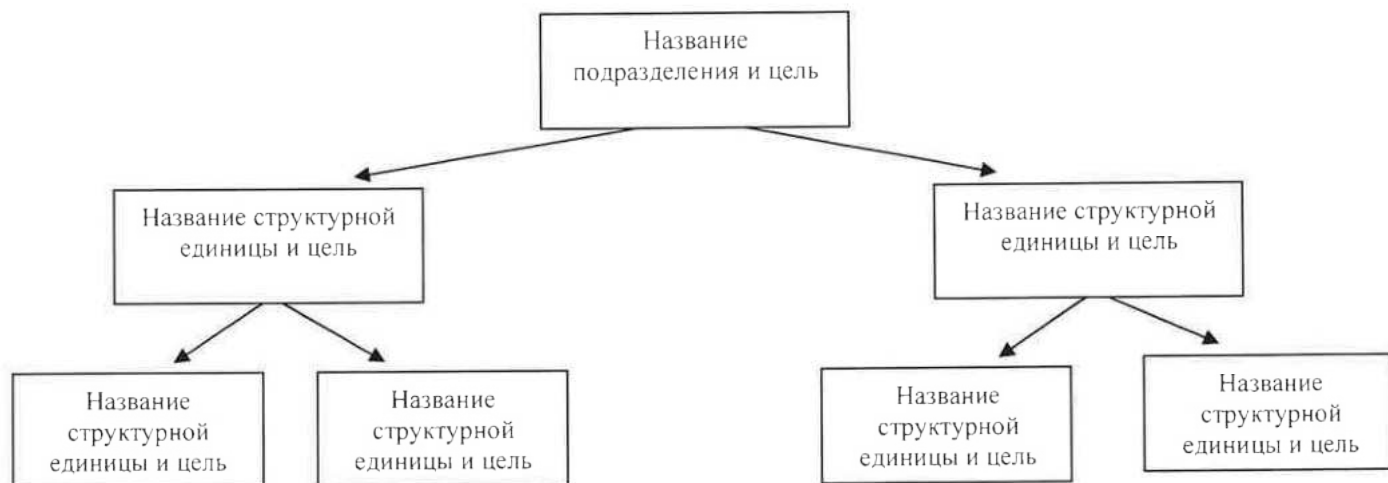 Название
подразделения и цель
Название структурной
единицы и цель
Название структурной
единицы и цель
Название
структурной
единицы и цель
Название
структурной
единицы и цель
Название
структурной
единицы и цель
Название
структурной
единицы и цель